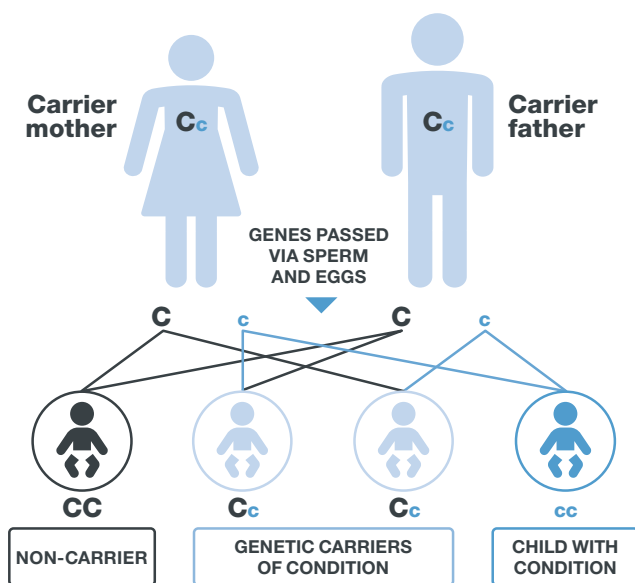 Carrier
mother
Cc
Cc
Carrier
father
GENES PASSED
VIA SPERM
AND EGGS
C
c
C
c
CC
Cc
Cc
cc
NON-CARRIER
GENETIC CARRIERS
OF CONDITION
CHILD WITH
CONDITION